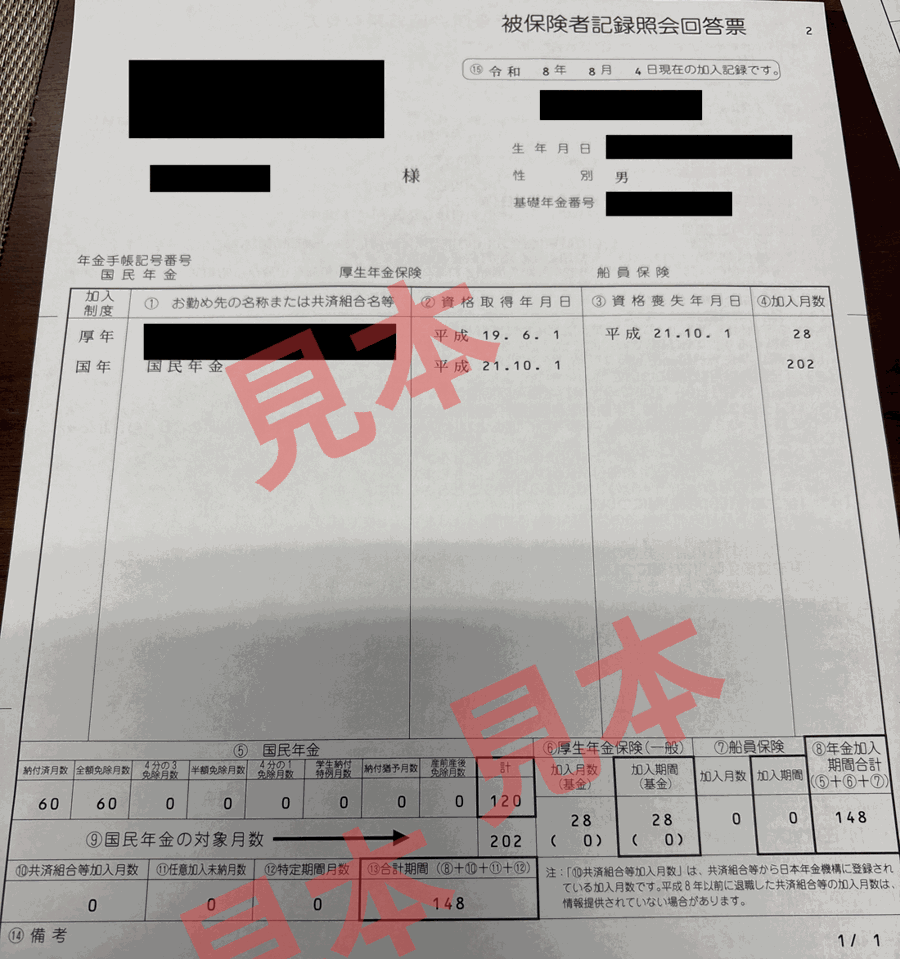 被保険者記録照会回答票
2
⑮ 令和 8年 8月 4日現在の加入記録です。
様
生年月日
性別 男
基礎年金番号
年金手帳記号番号
国民年金 厚生年金保険 船員保険
加入制度 ① お勤め先の名称または共済組合名等 ② 資格取得年月日 ③ 資格喪失年月日 ④加入月数
厚年 平成 19. 6. 1 平成 21.10. 1 28
国年 国民年金 平成 21.10. 1 202
見本
見本
⑤ 国民年金 ⑥厚生年金保険(一般) ⑦船員保険 ⑧年金加入期間合計(⑤+⑥+⑦)
納付済月数 全額免除月数 4分の3免除月数 半額免除月数 4分の1免除月数 学生納付特例月数 納付猶予月数 産前産後免除月数 計 加入月数(基金) 加入期間(基金) 加入月数 加入期間
60 60 0 0 0 0 0 0 120 28 ( 0) 28 ( 0) 0 0 148
⑨国民年金の対象月数 202
⑩共済組合等加入月数 ⑪任意加入未納月数 ⑫特定期間月数 ⑬合計期間 (⑧+⑩+⑪+⑫)
0 0 0 148
注:「⑩共済組合等加入月数」は、共済組合等から日本年金機構に登録され
ている加入月数です。平成8年以前に退職した共済組合等の加入月数は、
情報提供されていない場合があります。
見本
⑭ 備考
1/ 1